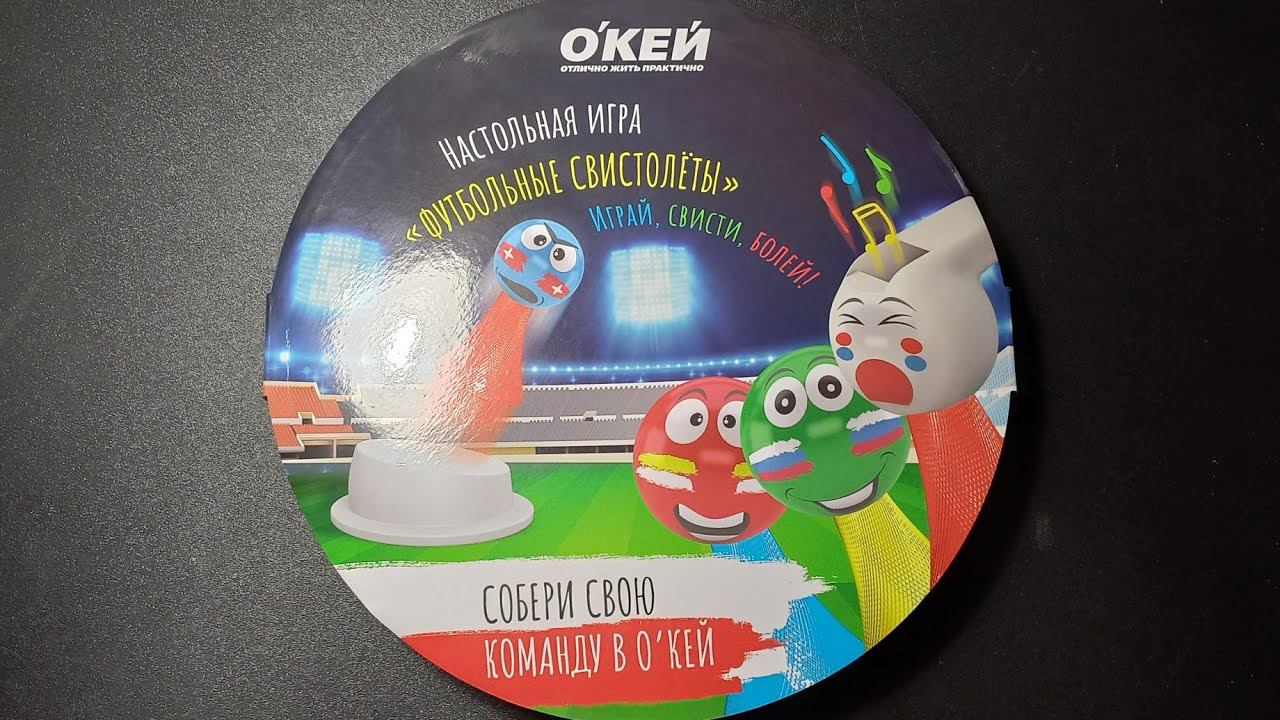 О'КЕЙ
ОТЛИЧНО ЖИТЬ ПРАКТИЧНО
НАСТОЛЬНАЯ ИГРА
«ФУТБОЛЬНЫЕ СВИСТОЛЁТЫ»
ИГРАЙ, СВИСТИ, БОЛЕЙ!
СОБЕРИ СВОЮ
КОМАНДУ В О'КЕЙ